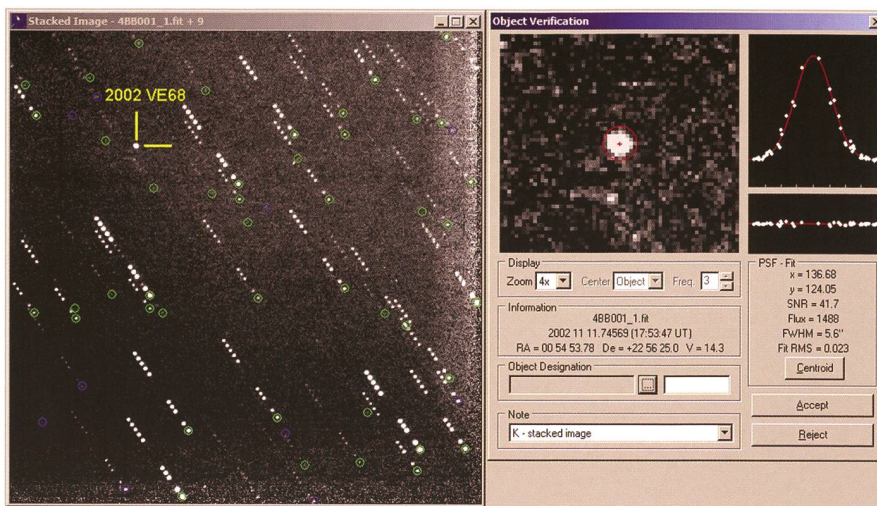 Stacked Image - 4BB001_1.fit + 9
2002 VE68
Object Verification
Display
Zoom 4x Center Object Freq. 3
Information
4BB001_1.fit
2002 11 11.74569 (17:53:47 UT)
RA = 00 54 53.78 De = +22 56 25.0 V = 14.3
Object Designation
...
Note
K - stacked image
PSF - Fit
x = 136.68
y = 124.05
SNR = 41.7
Flux = 1488
FWHM = 5.6"
Fit RMS = 0.023
Centroid
Accept
Reject